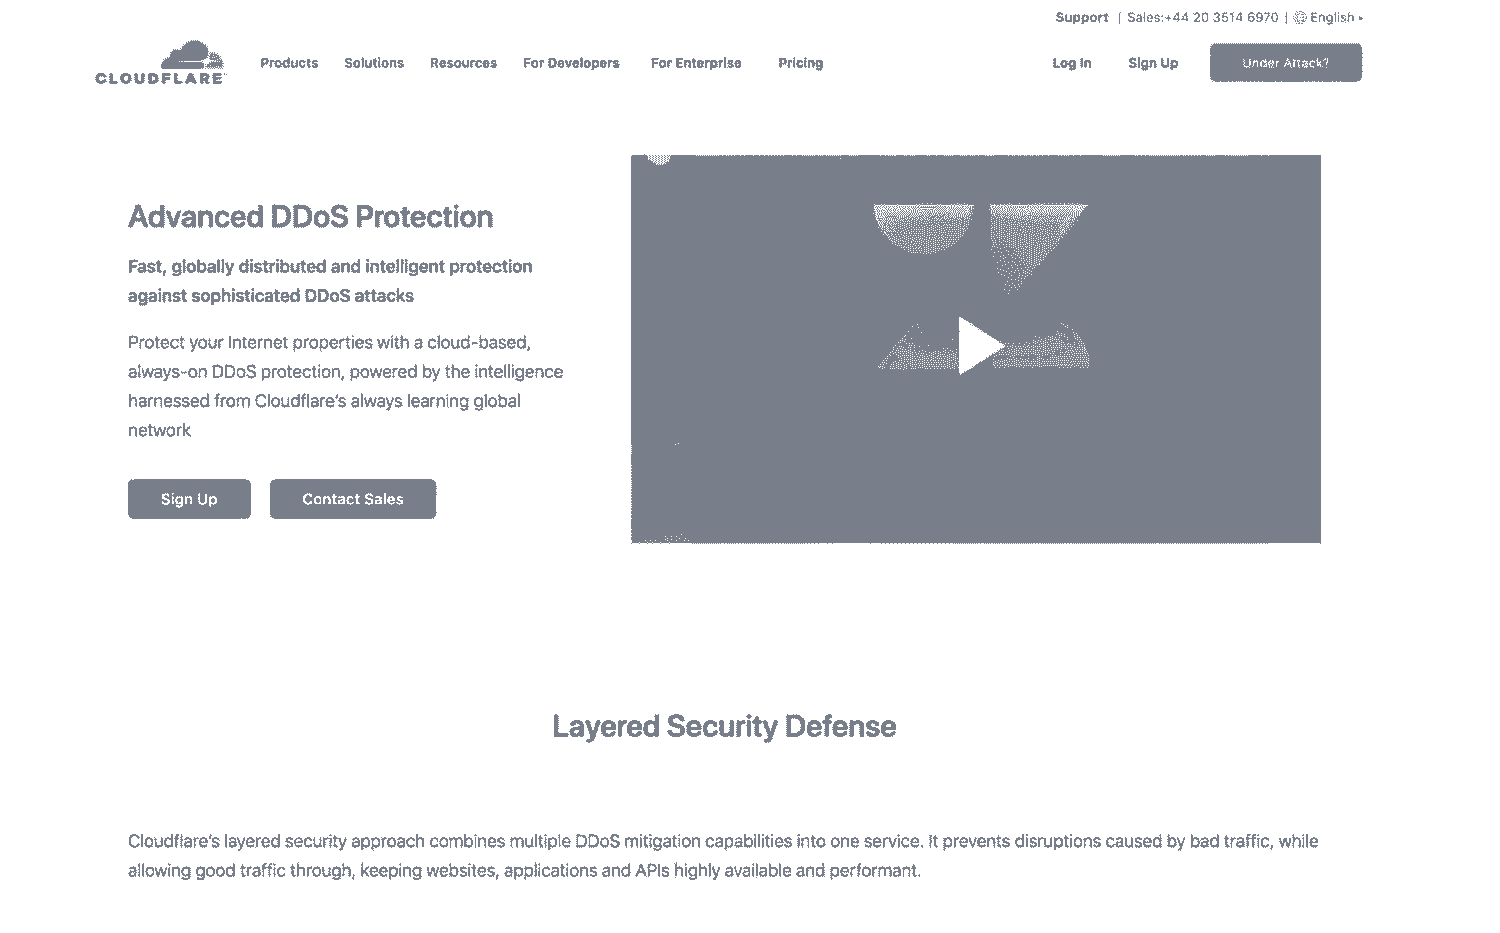 Support | Sales:+44 20 3514 6970 | English ▸
CLOUDFLARE
Products Solutions Resources For Developers For Enterprise Pricing Log In Sign Up Under Attack?
Advanced DDoS Protection
Fast, globally distributed and intelligent protection
against sophisticated DDoS attacks
Protect your Internet properties with a cloud-based,
always-on DDoS protection, powered by the intelligence
harnessed from Cloudflare's always learning global
network
Sign Up Contact Sales
Layered Security Defense
Cloudflare's layered security approach combines multiple DDoS mitigation capabilities into one service. It prevents disruptions caused by bad traffic, while
allowing good traffic through, keeping websites, applications and APIs highly available and performant.